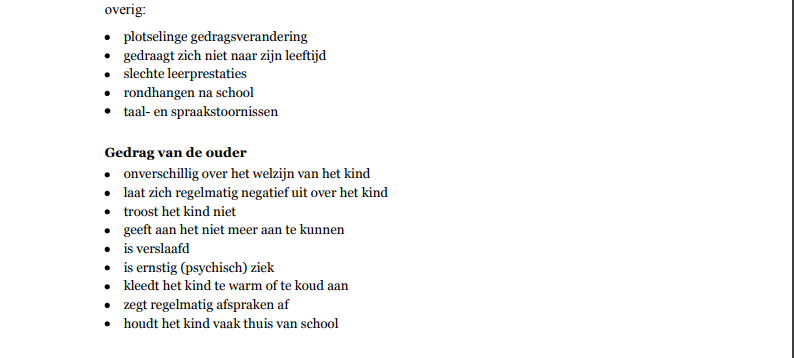 overig:
• plotselinge gedragsverandering
• gedraagt zich niet naar zijn leeftijd
• slechte leerprestaties
• rondhangen na school
• taal- en spraakstoornissen
Gedrag van de ouder
• onverschillig over het welzijn van het kind
• laat zich regelmatig negatief uit over het kind
• troost het kind niet
• geeft aan het niet meer aan te kunnen
• is verslaafd
• is ernstig (psychisch) ziek
• kleedt het kind te warm of te koud aan
• zegt regelmatig afspraken af
• houdt het kind vaak thuis van school